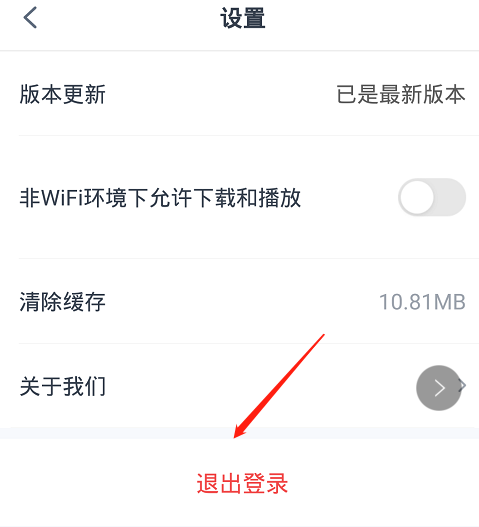 设置
版本更新 已是最新版本
非WiFi环境下允许下载和播放
清除缓存 10.81MB
关于我们
退出登录